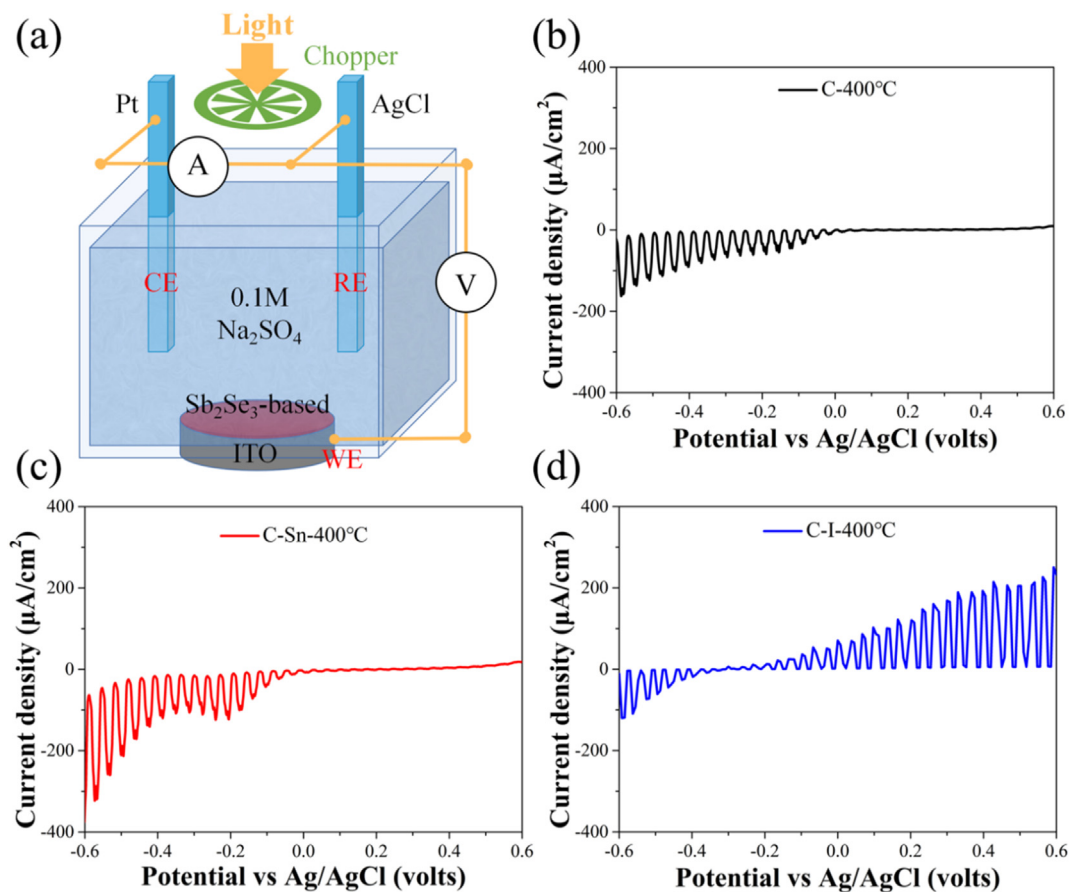 (a)
Light
Chopper
Pt
AgCl
A
V
CE
RE
0.1M
Na₂SO₄
Sb₂Se₃-based
ITO
WE
(b)
C-400℃
Current density (μA/cm²)
400
200
0
-200
-400
-0.6 -0.4 -0.2 0.0 0.2 0.4 0.6
Potential vs Ag/AgCl (volts)
(c)
C-Sn-400℃
Current density (μA/cm²)
400
200
0
-200
-400
-0.6 -0.4 -0.2 0.0 0.2 0.4 0.6
Potential vs Ag/AgCl (volts)
(d)
C-I-400℃
Current density (μA/cm²)
400
200
0
-200
-400
-0.6 -0.4 -0.2 0.0 0.2 0.4 0.6
Potential vs Ag/AgCl (volts)